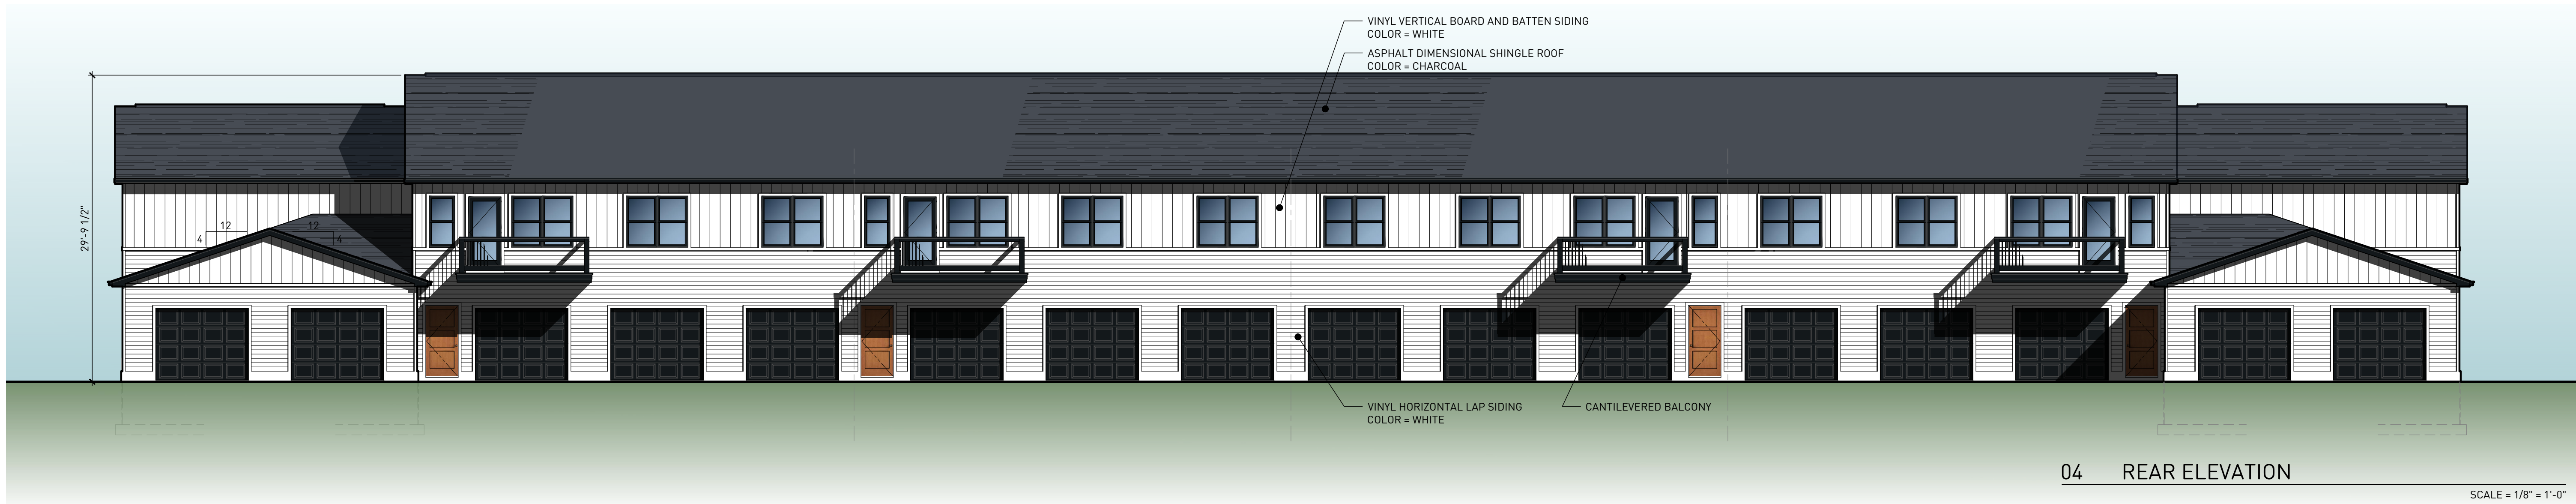 VINYL VERTICAL BOARD AND BATTEN SIDING
COLOR = WHITE
ASPHALT DIMENSIONAL SHINGLE ROOF
COLOR = CHARCOAL
29'-9 1/2"
12
4
12
4
VINYL HORIZONTAL LAP SIDING
COLOR = WHITE
CANTILEVERED BALCONY
04 REAR ELEVATION
SCALE = 1/8" = 1'-0"